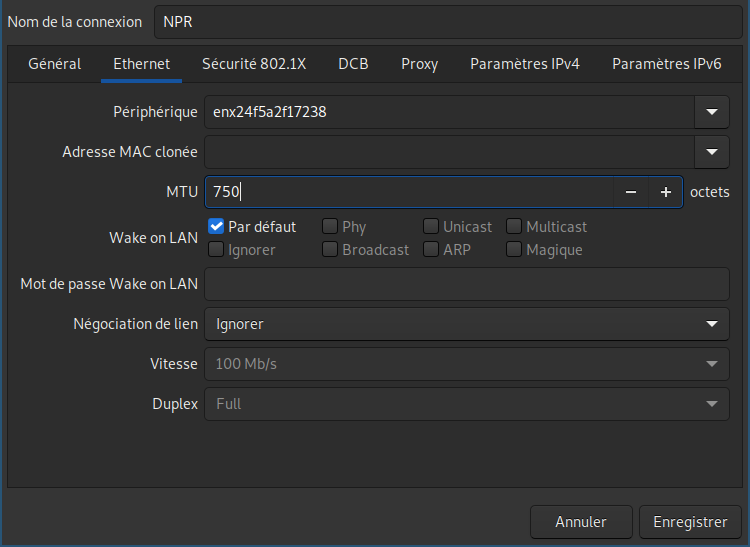 Nom de la connexion NPR
Général Ethernet Sécurité 802.1X DCB Proxy Paramètres IPv4 Paramètres IPv6
Périphérique enx24f5a2f17238
Adresse MAC clonée
MTU 750 − + octets
Wake on LAN
Par défaut Phy Unicast Multicast
Ignorer Broadcast ARP Magique
Mot de passe Wake on LAN
Négociation de lien Ignorer
Vitesse 100 Mb/s
Duplex Full
Annuler Enregistrer